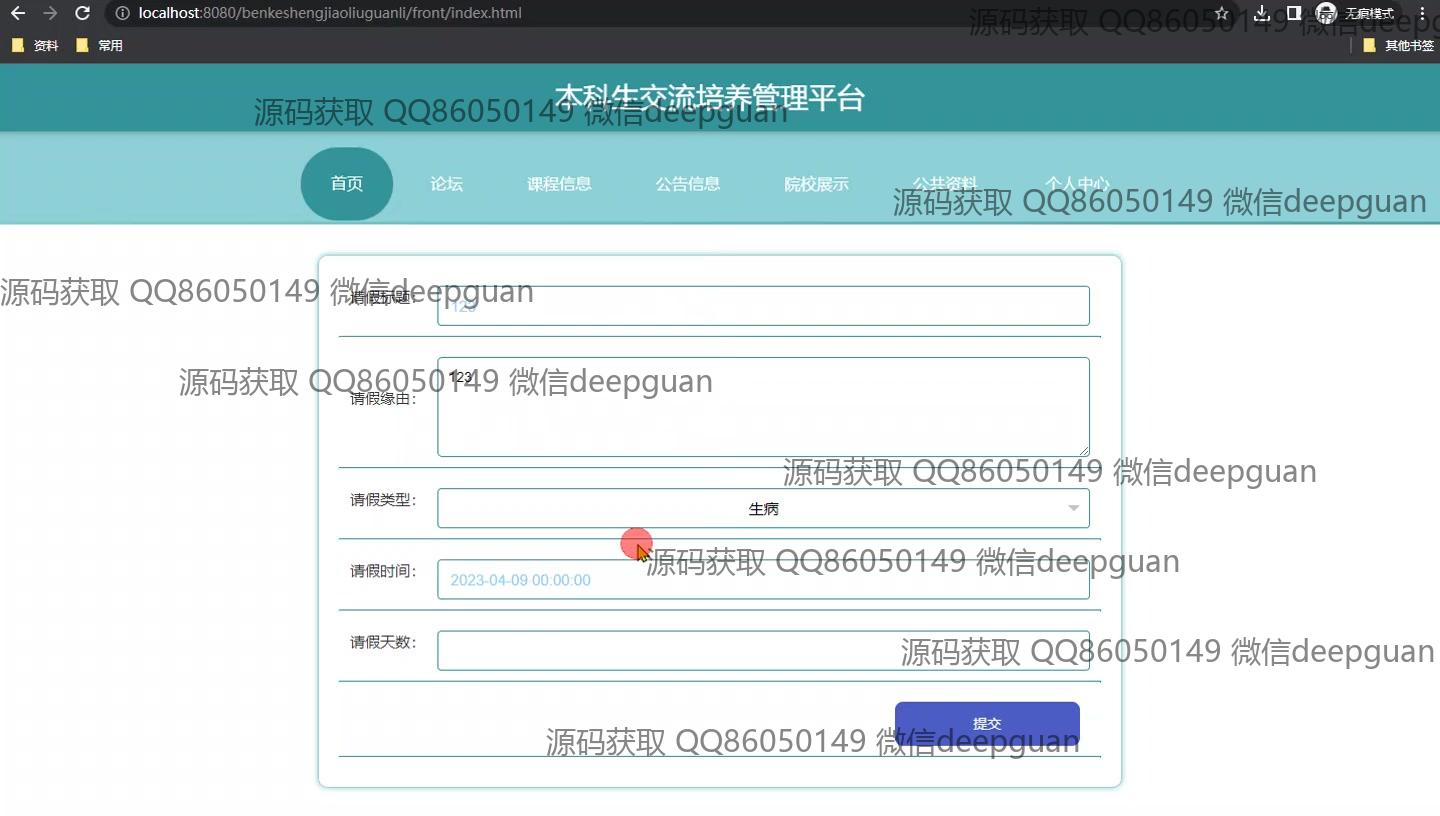 localhost:8080/benkeshengjiaoliuguanli/front/index.html
无痕模式
源码获取 QQ86050149 微信deepguan
资料 常用 其他书签
本科生交流培养管理平台
源码获取 QQ86050149 微信deepguan
首页 论坛 课程信息 公告信息 院校展示 公共资料 个人中心
源码获取 QQ86050149 微信deepguan
源码获取 QQ86050149 微信deepguan
请假标题: 123
源码获取 QQ86050149 微信deepguan
123
请假缘由:
源码获取 QQ86050149 微信deepguan
请假类型: 生病
源码获取 QQ86050149 微信deepguan
请假时间: 2023-04-09 00:00:00
请假天数:
源码获取 QQ86050149 微信deepguan
提交
源码获取 QQ86050149 微信deepguan